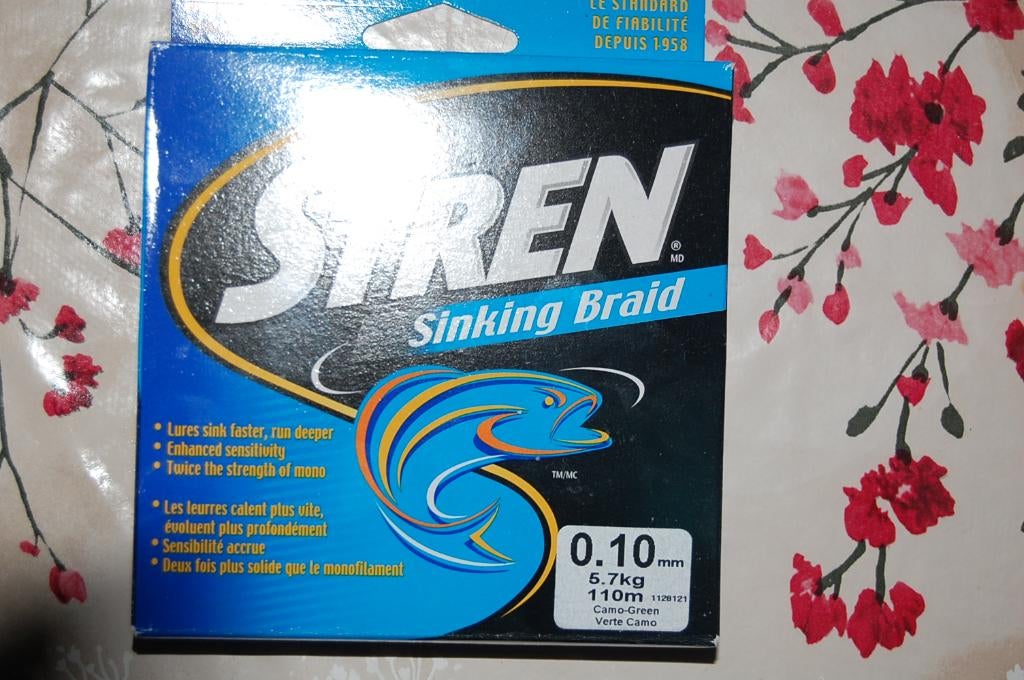 LE STANDARD
DE FIABILITÉ
DEPUIS 1958
STREN
® MD
Sinking Braid
• Lures sink faster, run deeper
• Enhanced sensitivity
• Twice the strength of mono
TM/MC
• Les leurres calent plus vite,
évoluent plus profondément
• Sensibilité accrue
• Deux fois plus solide que le monofilament
0.10 mm
5.7kg
110m 1128121
Camo-Green
Verte Camo